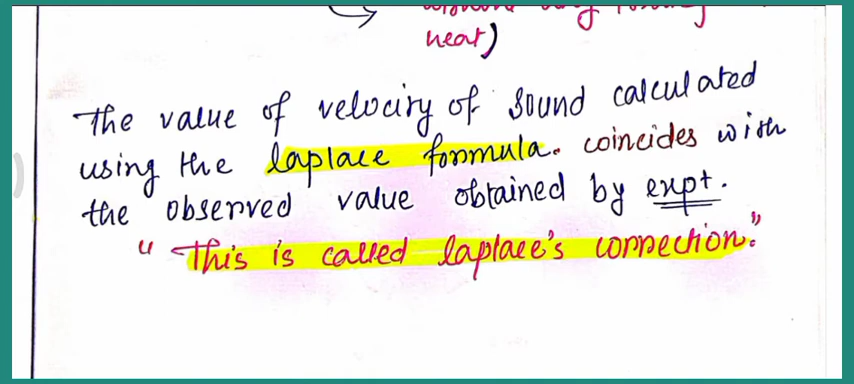 heat)
The value of velocity of sound calculated
using the laplace formula. coincides with
the observed value obtained by expt.
" This is called laplace's correction."